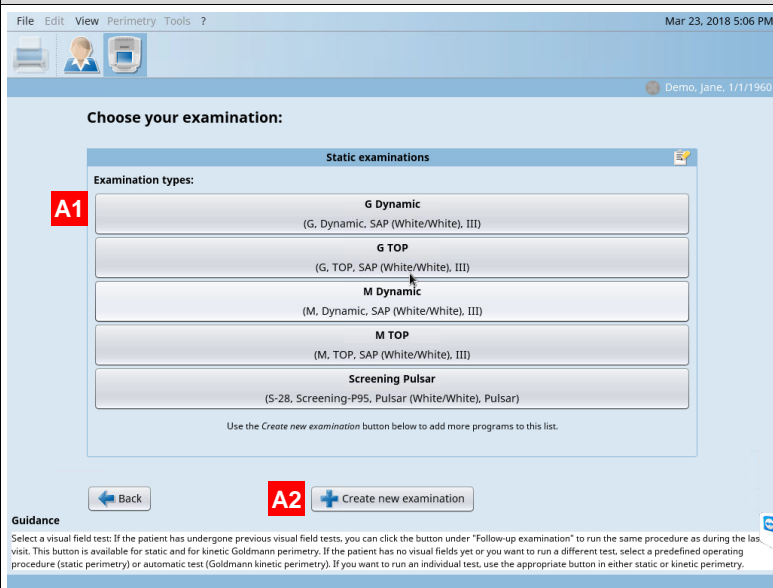 File Edit View Perimetry Tools ?
Mar 23, 2018 5:06 PM
Demo, Jane, 1/1/1960
Choose your examination:
Static examinations
Examination types:
A1
G Dynamic
(G, Dynamic, SAP (White/White), III)
G TOP
(G, TOP, SAP (White/White), III)
M Dynamic
(M, Dynamic, SAP (White/White), III)
M TOP
(M, TOP, SAP (White/White), III)
Screening Pulsar
(S-28, Screening-P95, Pulsar (White/White), Pulsar)
Use the Create new examination button below to add more programs to this list.
Back
A2
Create new examination
Guidance
Select a visual field test: If the patient has undergone previous visual field tests, you can click the button under "Follow-up examination" to run the same procedure as during the las
visit. This button is available for static and for kinetic Goldmann perimetry. If the patient has no visual fields yet or you want to run a different test, select a predefined operating
procedure (static perimetry) or automatic test (Goldmann kinetic perimetry). If you want to run an individual test, use the appropriate button in either static or kinetic perimetry.